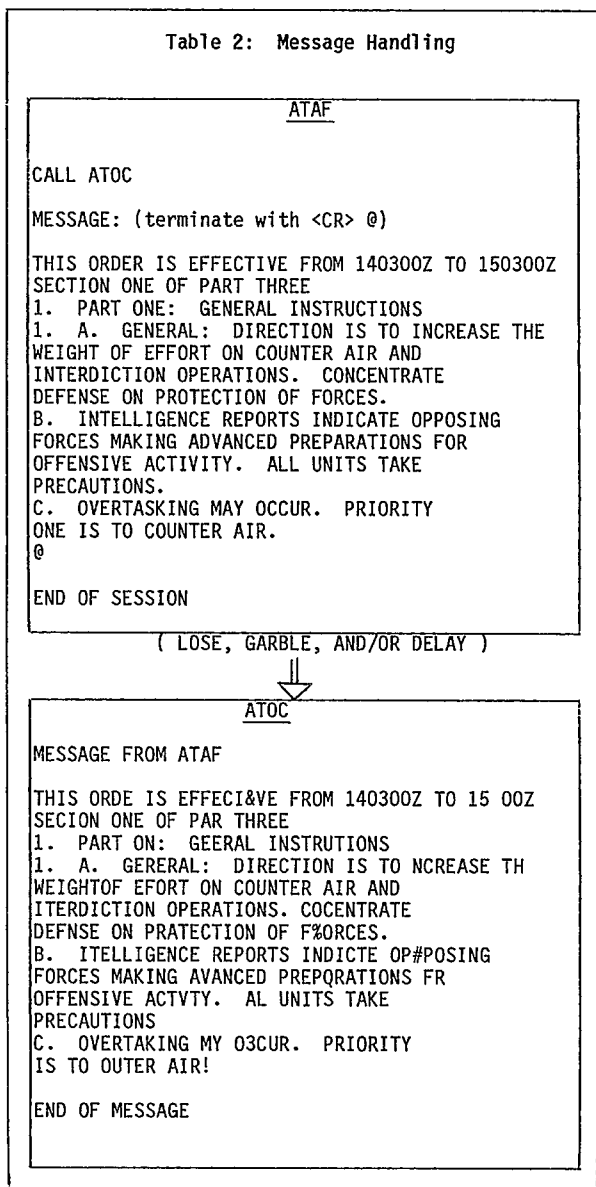 Table 2: Message Handling
ATAF
CALL ATOC
MESSAGE: (terminate with <CR> @)
THIS ORDER IS EFFECTIVE FROM 140300Z TO 150300Z
SECTION ONE OF PART THREE
1. PART ONE: GENERAL INSTRUCTIONS
1. A. GENERAL: DIRECTION IS TO INCREASE THE
WEIGHT OF EFFORT ON COUNTER AIR AND
INTERDICTION OPERATIONS. CONCENTRATE
DEFENSE ON PROTECTION OF FORCES.
B. INTELLIGENCE REPORTS INDICATE OPPOSING
FORCES MAKING ADVANCED PREPARATIONS FOR
OFFENSIVE ACTIVITY. ALL UNITS TAKE
PRECAUTIONS.
C. OVERTASKING MAY OCCUR. PRIORITY
ONE IS TO COUNTER AIR.
@
END OF SESSION
( LOSE, GARBLE, AND/OR DELAY )
ATOC
MESSAGE FROM ATAF
THIS ORDE IS EFFECI&VE FROM 140300Z TO 15 00Z
SECION ONE OF PAR THREE
1. PART ON: GEERAL INSTRUTIONS
1. A. GERERAL: DIRECTION IS TO NCREASE TH
WEIGHTOF EFORT ON COUNTER AIR AND
ITERDICTION OPERATIONS. COCENTRATE
DEFNSE ON PRATECTION OF F%ORCES.
B. ITELLIGENCE REPORTS INDICTE OP#POSING
FORCES MAKING AVANCED PREPQRATIONS FR
OFFENSIVE ACTVTY. AL UNITS TAKE
PRECAUTIONS
C. OVERTAKING MY O3CUR. PRIORITY
IS TO OUTER AIR!
END OF MESSAGE